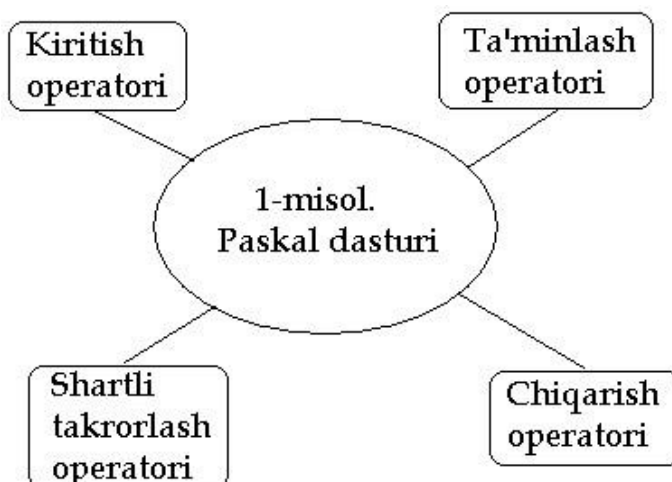 Kiritish
operatori
Ta'minlash
operatori
1-misol.
Paskal dasturi
Shartli
takrorlash
operatori
Chiqarish
operatori